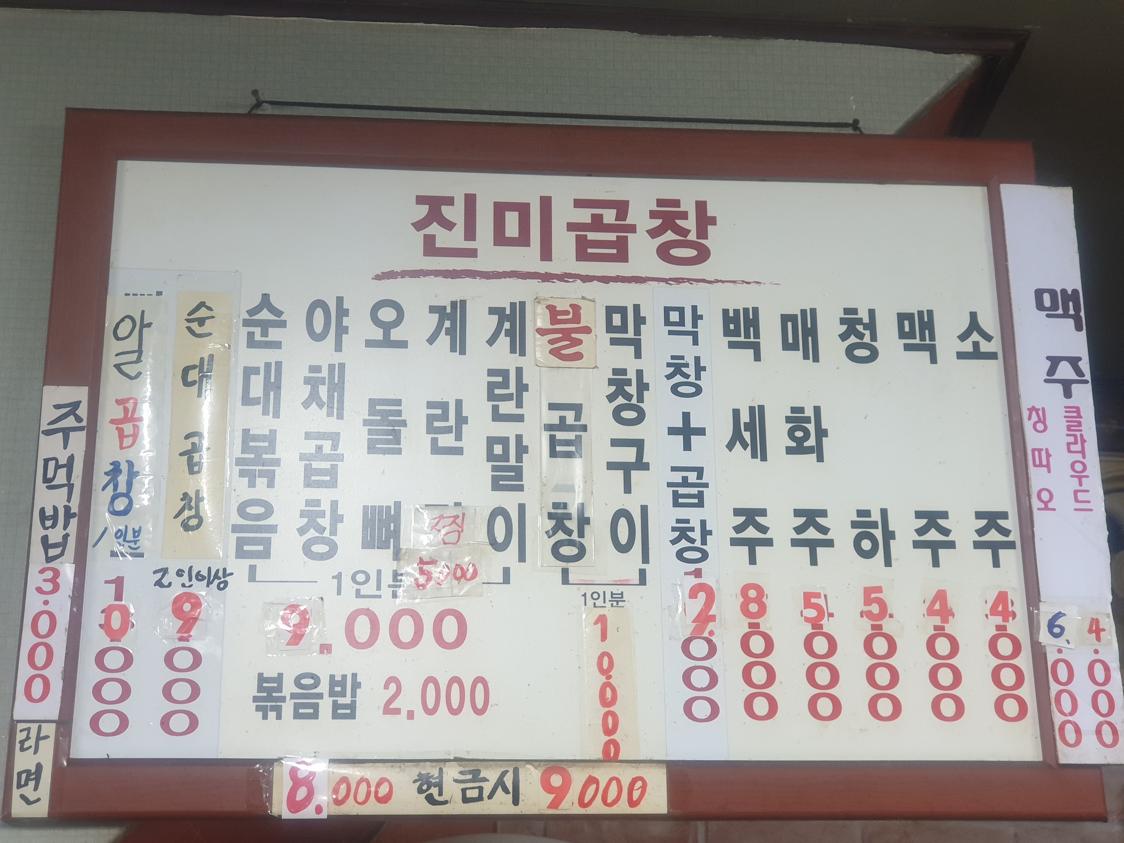 진미곱창
주먹밥 3.000
라면
알곱창 1인분 10.000
순대곱창 2인이상 9.000
순대볶음
야채곱창
오돌뼈
계란찜 5000
계란말이
1인분 9.000
볶음밥 2.000
불곱창
막창구이
1인분 10.000
막창+곱창
백세주 8.000
매화주 5.000
청하 5.000
맥주 4.000
소주 4.000
맥주
클라우드 4.000
칭따오 6.000
8.000 현금시 9000